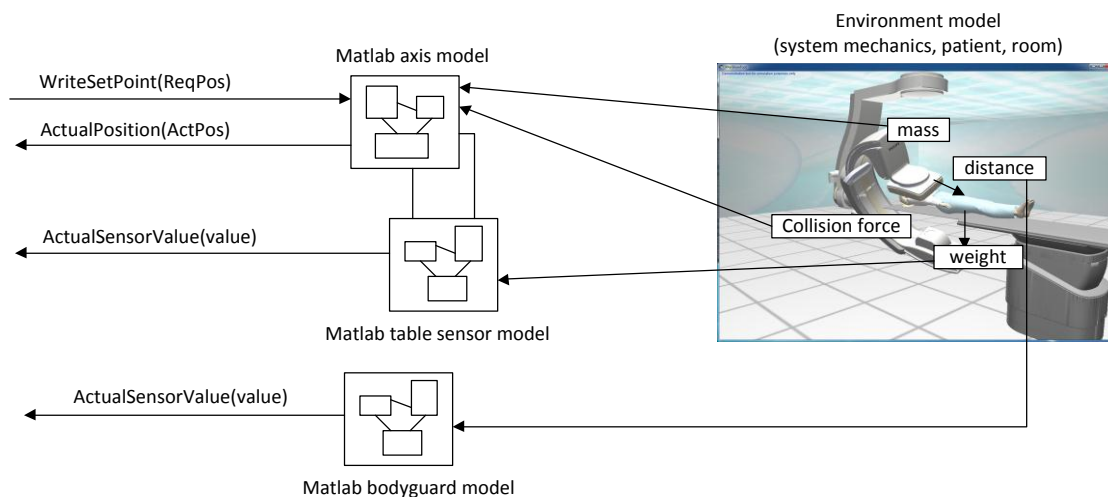 Environment model
(system mechanics, patient, room)
Matlab axis model
WriteSetPoint(ReqPos)
mass
ActualPosition(ActPos)
distance
Collision force
ActualSensorValue(value)
weight
Matlab table sensor model
ActualSensorValue(value)
Matlab bodyguard model